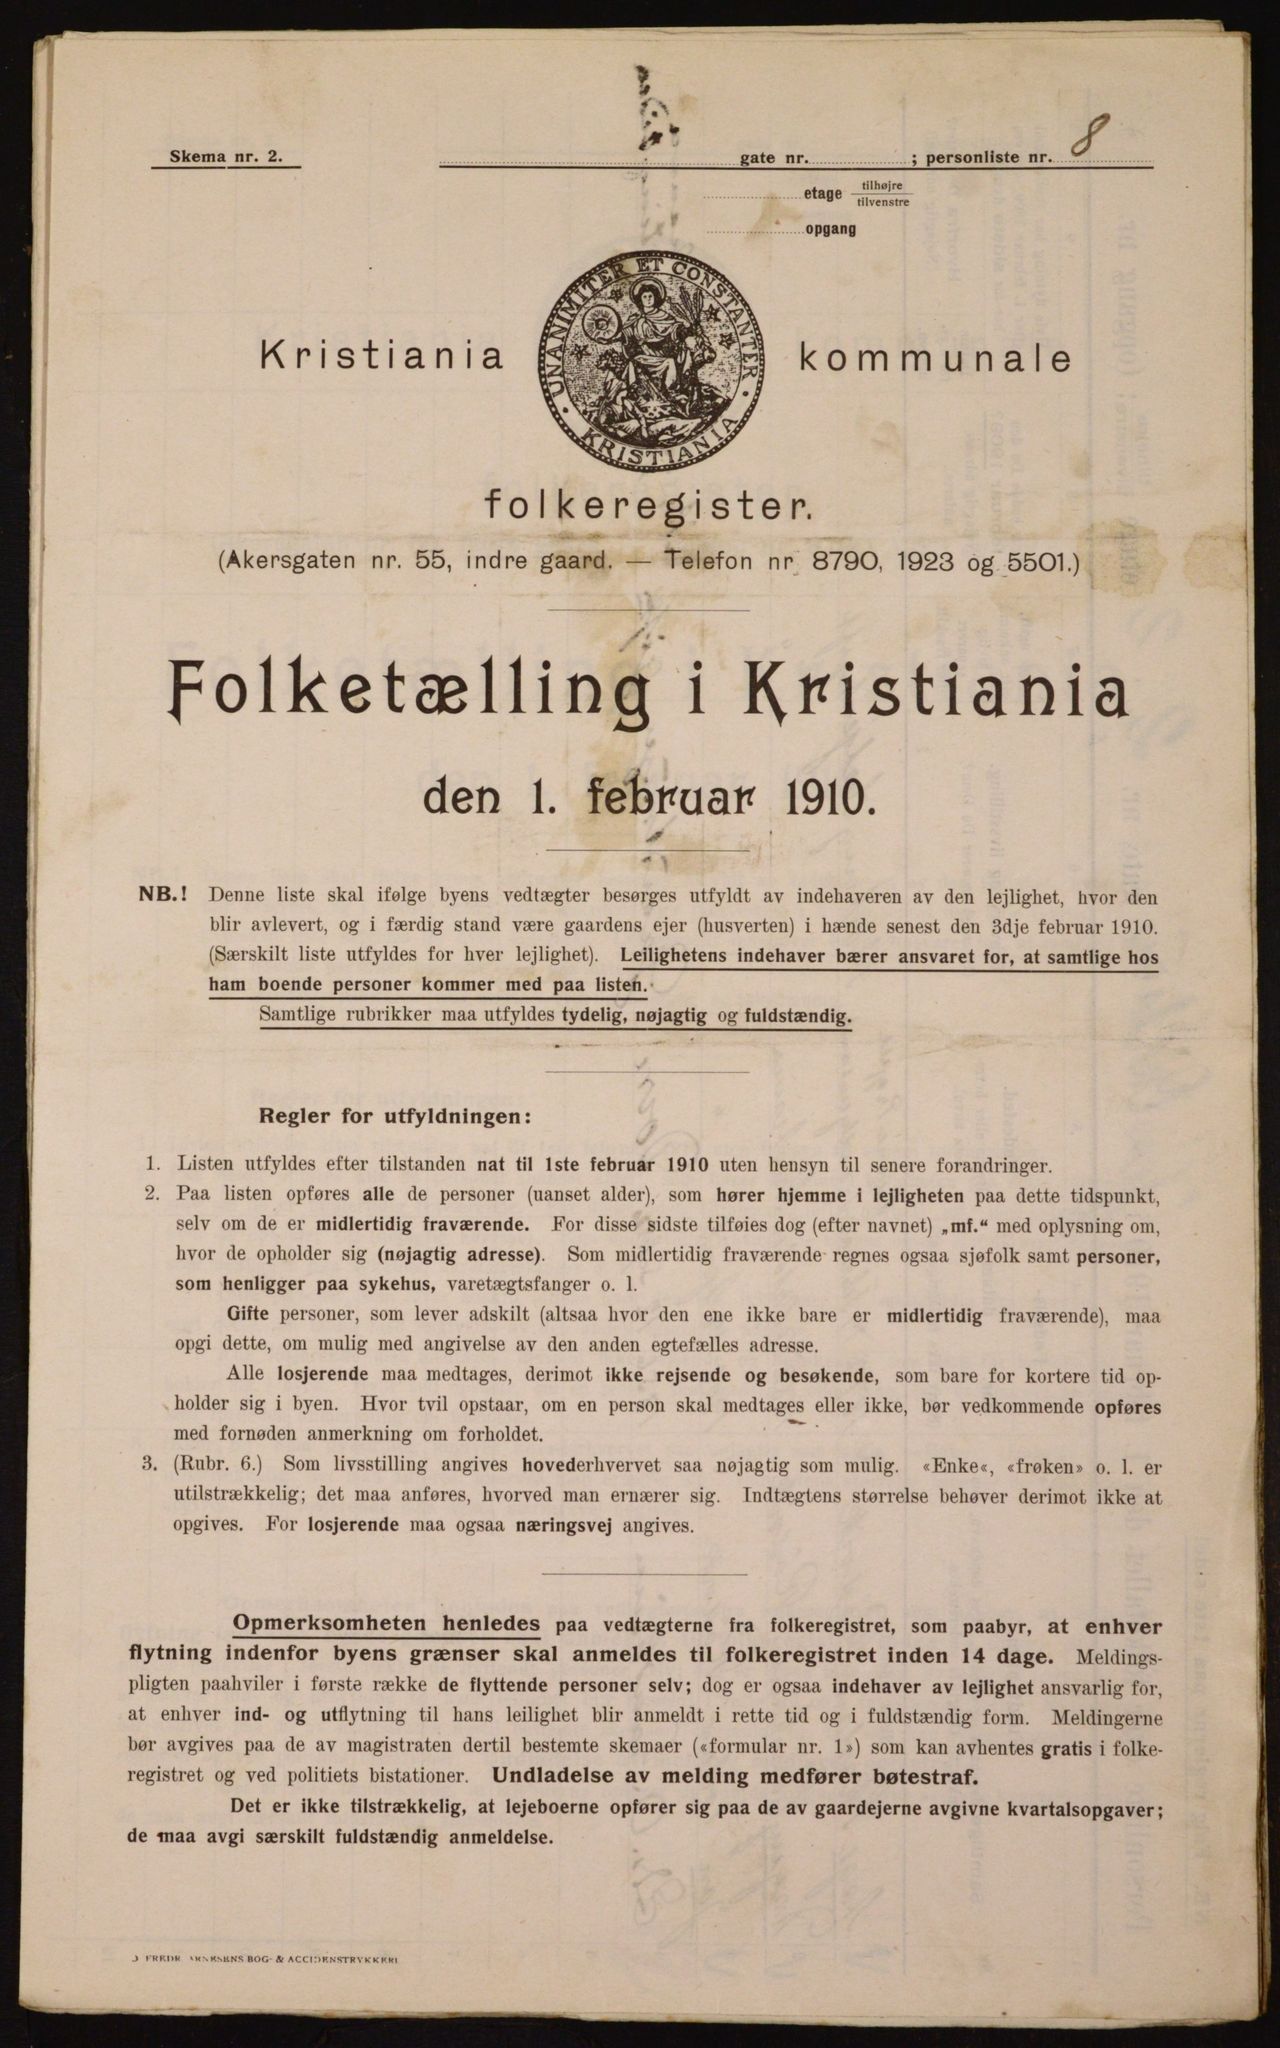 Skema nr. 2.
gate nr. ; personliste nr. 8
etage tilhøjre
tilvenstre
opgang
UNANIMITER ET CONSTANTER
KRISTIANIA
Kristiania kommunale
folkeregister.
(Akersgaten nr. 55, indre gaard. — Telefon nr 8790, 1923 og 5501.)
Folketælling i Kristiania
den 1. februar 1910.
NB.! Denne liste skal ifølge byens vedtægter besørges utfyldt av indehaveren av den lejlighet, hvor den
blir avlevert, og i færdig stand være gaardens ejer (husverten) i hænde senest den 3dje februar 1910.
(Særskilt liste utfyldes for hver lejlighet). Leilighetens indehaver bærer ansvaret for, at samtlige hos
ham boende personer kommer med paa listen.
Samtlige rubrikker maa utfyldes tydelig, nøjagtig og fuldstændig.
Regler for utfyldningen:
1. Listen utfyldes efter tilstanden nat til 1ste februar 1910 uten hensyn til senere forandringer.
2. Paa listen opføres alle de personer (uanset alder), som hører hjemme i lejligheten paa dette tidspunkt,
selv om de er midlertidig fraværende. For disse sidste tilføies dog (efter navnet) „mf.“ med oplysning om,
hvor de opholder sig (nøjagtig adresse). Som midlertidig fraværende regnes ogsaa sjøfolk samt personer,
som henligger paa sykehus, varetægtsfanger o. l.
Gifte personer, som lever adskilt (altsaa hvor den ene ikke bare er midlertidig fraværende), maa
opgi dette, om mulig med angivelse av den anden egtefælles adresse.
Alle losjerende maa medtages, derimot ikke rejsende og besøkende, som bare for kortere tid op-
holder sig i byen. Hvor tvil opstaar, om en person skal medtages eller ikke, bør vedkommende opføres
med fornøden anmerkning om forholdet.
3. (Rubr. 6.) Som livsstilling angives hovederhvervet saa nøjagtig som mulig. «Enke«, «frøken» o. l. er
utilstrækkelig; det maa anføres, hvorved man ernærer sig. Indtægtens størrelse behøver derimot ikke at
opgives. For losjerende maa ogsaa næringsvej angives.
Opmerksomheten henledes paa vedtægterne fra folkeregistret, som paabyr, at enhver
flytning indenfor byens grænser skal anmeldes til folkeregistret inden 14 dage. Meldings-
pligten paahviler i første række de flyttende personer selv; dog er ogsaa indehaver av lejlighet ansvarlig for,
at enhver ind- og utflytning til hans leilighet blir anmeldt i rette tid og i fuldstændig form. Meldingerne
bør avgives paa de av magistraten dertil bestemte skemaer («formular nr. 1») som kan avhentes gratis i folke-
registret og ved politiets bistationer. Undladelse av melding medfører bøtestraf.
Det er ikke tilstrækkelig, at lejeboerne opfører sig paa de av gaardejerne avgivne kvartalsopgaver;
de maa avgi særskilt fuldstændig anmeldelse.
FREDR ARNESENS BOG- & ACCIDENSTRYKKERI